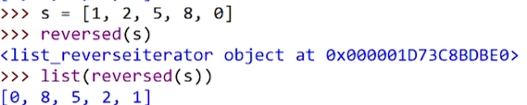 >>> s = [1, 2, 5, 8, 0]
>>> reversed(s)
<list_reverseiterator object at 0x000001D73C8BDBE0>
>>> list(reversed(s))
[0, 8, 5, 2, 1]